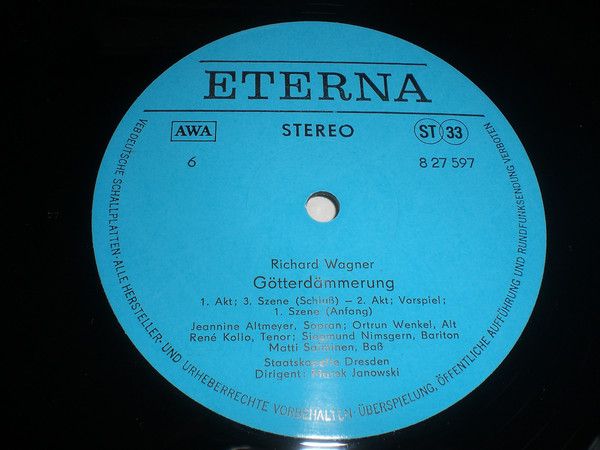 ETERNA
AWA STEREO ST 33
6 8 27 597
Richard Wagner
Götterdämmerung
1. Akt; 3. Szene (Schluß) – 2. Akt; Vorspiel;
1. Szene (Anfang)
Jeannine Altmeyer, Sopran; Ortrun Wenkel, Alt
René Kollo, Tenor; Siegmund Nimsgern, Bariton
Matti Salminen, Baß
Staatskapelle Dresden
Dirigent: Marek Janowski
VEB DEUTSCHE SCHALLPLATTEN · ALLE HERSTELLER- UND URHEBERRECHTE VORBEHALTEN · ÜBERSPIELUNG, ÖFFENTLICHE AUFFÜHRUNG UND RUNDFUNKSENDUNG VERBOTEN